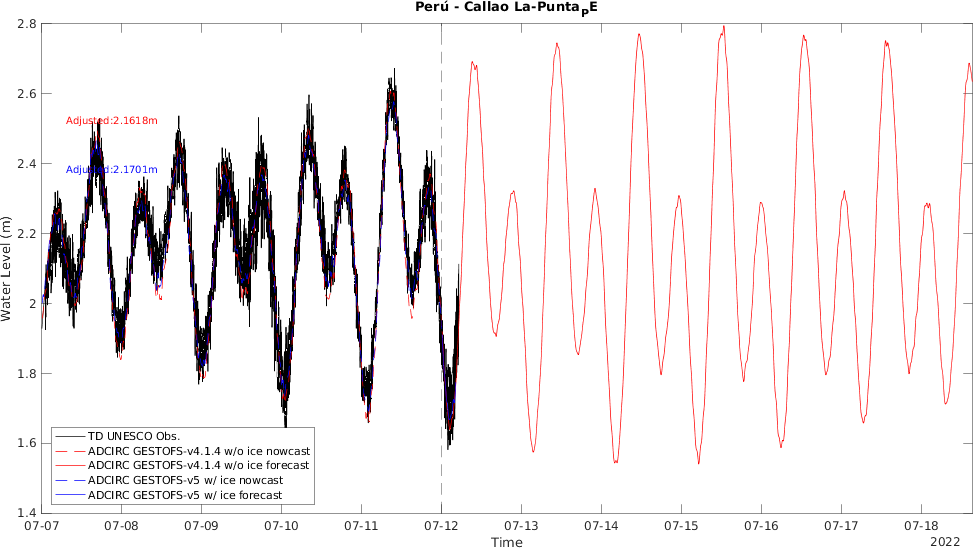 Perú - Callao La-PuntaPE
2.8
2.6
2.4
2.2
2
1.8
1.6
1.4
Water Level (m)
Adjusted:2.1618m
Adjusted:2.1701m
TD UNESCO Obs.
ADCIRC GESTOFS-v4.1.4 w/o ice nowcast
ADCIRC GESTOFS-v4.1.4 w/o ice forecast
ADCIRC GESTOFS-v5 w/ ice nowcast
ADCIRC GESTOFS-v5 w/ ice forecast
07-07 07-08 07-09 07-10 07-11 07-12 07-13 07-14 07-15 07-16 07-17 07-18
Time
2022